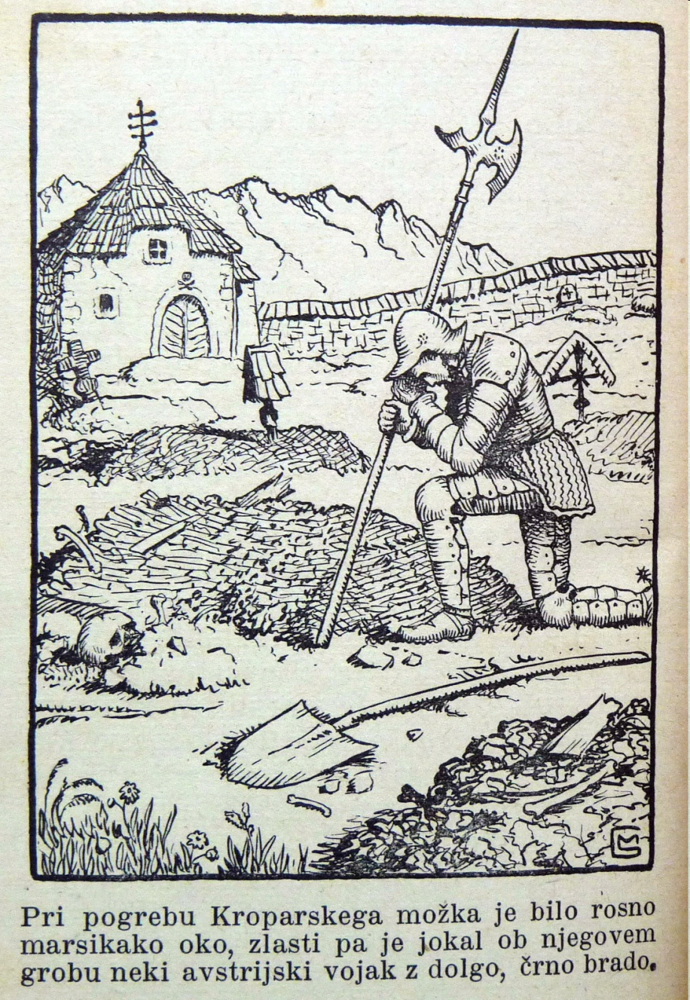 Pri pogrebu Kroparskega možka je bilo rosno
marsikako oko, zlasti pa je jokal ob njegovem
grobu neki avstrijski vojak z dolgo, črno brado.